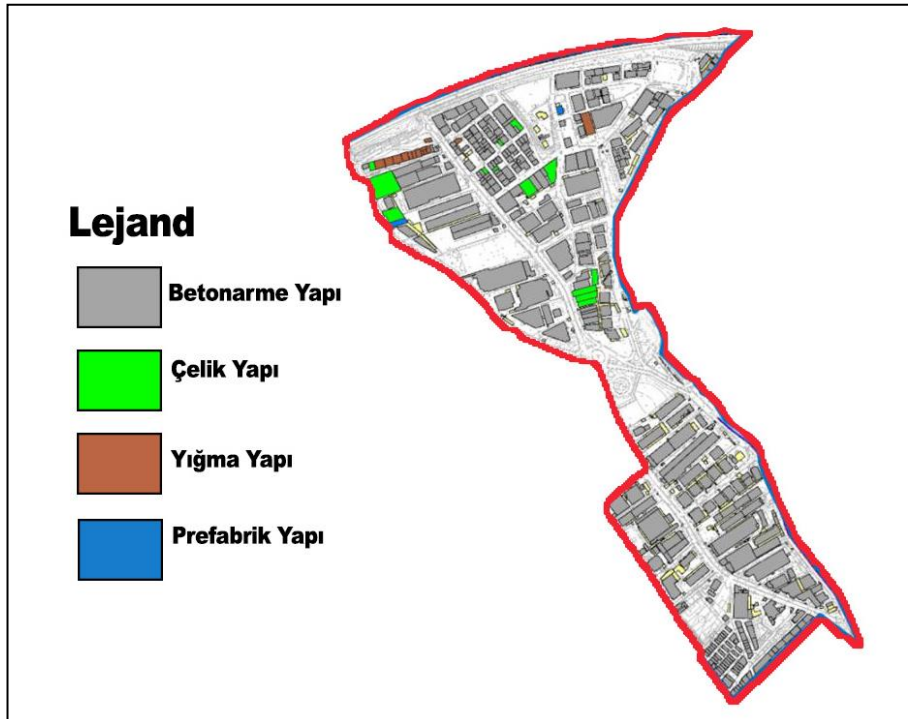 Lejand
Betonarme Yapı
Çelik Yapı
Yığma Yapı
Prefabrik Yapı